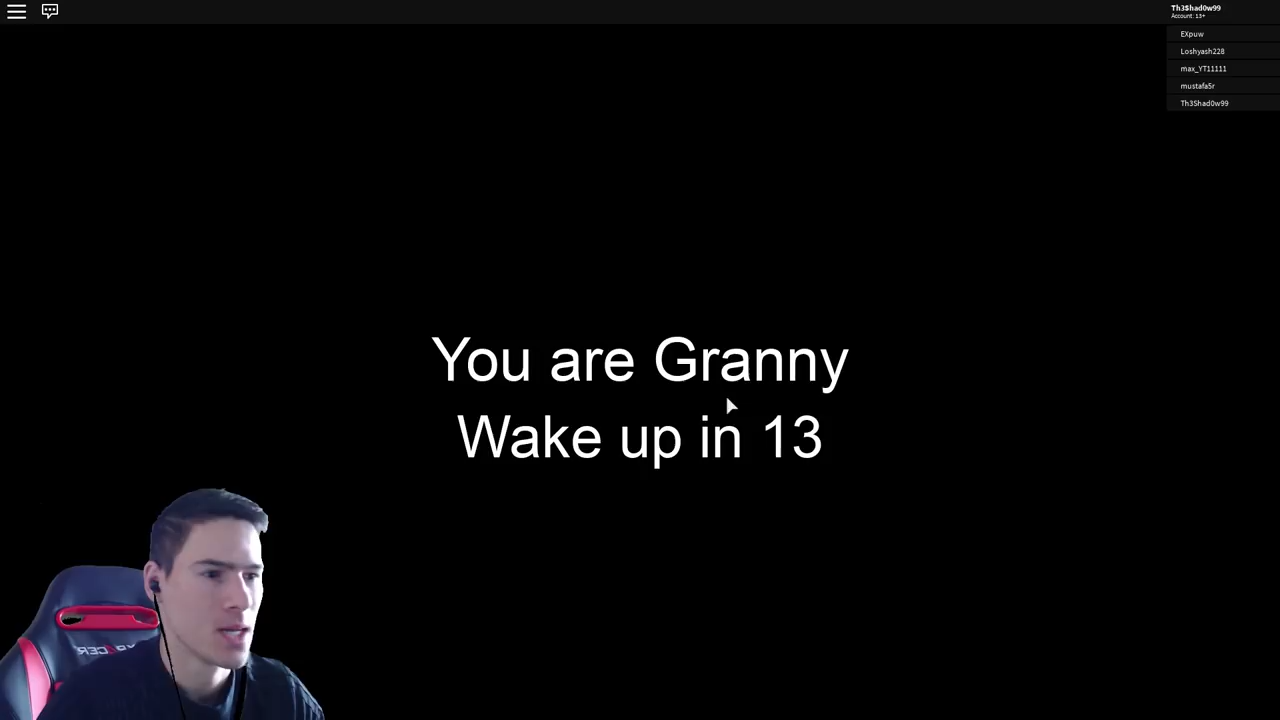 Th3Shad0w99
Account: 13+
EXpuw
Loshyash228
max_YT11111
mustafa5r
Th3Shad0w99
You are Granny
Wake up in 13